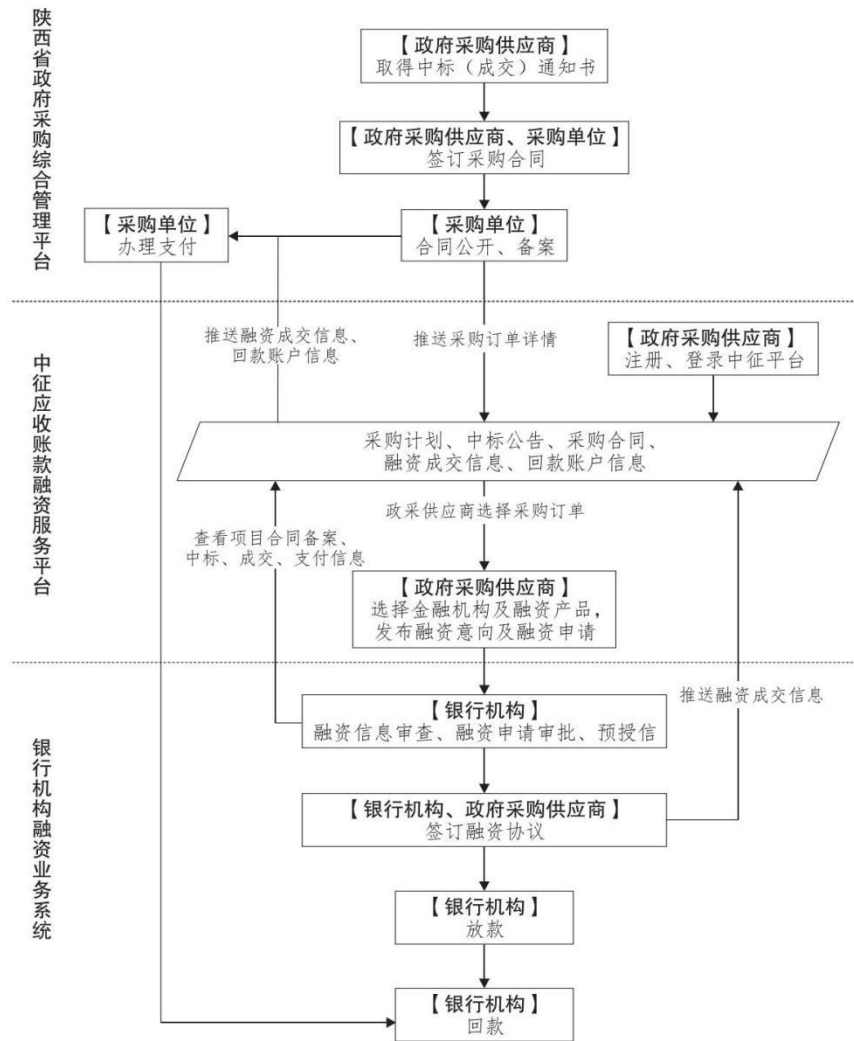 陕西省政府采购综合管理平台
【政府采购供应商】
取得中标（成交）通知书
【政府采购供应商、采购单位】
签订采购合同
【采购单位】
办理支付
【采购单位】
合同公开、备案
中征应收账款融资服务平台
推送融资成交信息、
回款账户信息
推送采购订单详情
【政府采购供应商】
注册、登录中征平台
采购计划、中标公告、采购合同、
融资成交信息、回款账户信息
查看项目合同备案、
中标、成交、支付信息
政采供应商选择采购订单
【政府采购供应商】
选择金融机构及融资产品，
发布融资意向及融资申请
银行机构融资业务系统
【银行机构】
融资信息审查、融资申请审批、预授信
推送融资成交信息
【银行机构、政府采购供应商】
签订融资协议
【银行机构】
放款
【银行机构】
回款